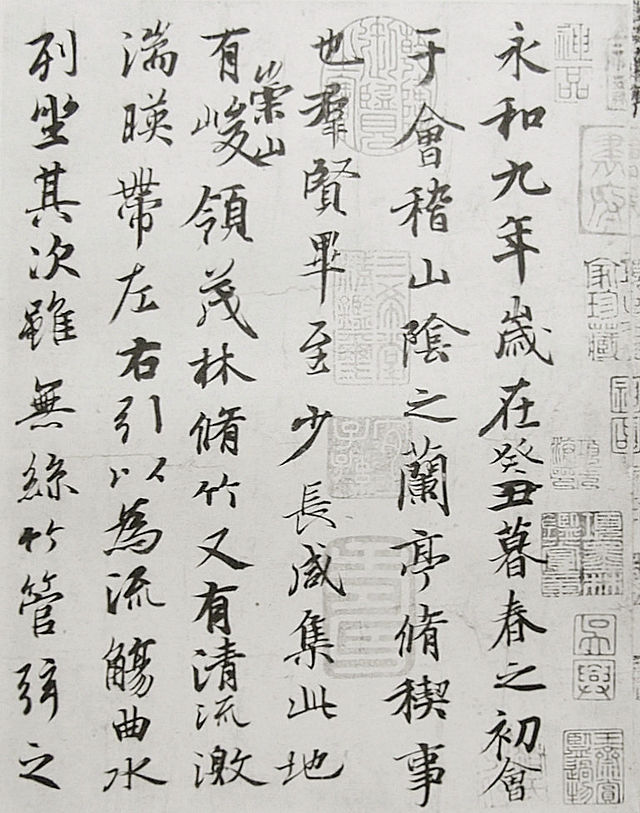 神品
永和九年歲在癸丑暮春之初會
于會稽山陰之蘭亭脩稧事
也羣賢畢至少長咸集此地
有崇山峻領茂林脩竹又有清流激
湍暎帶左右引以為流觴曲水
列坐其次雖無絲竹管弦之